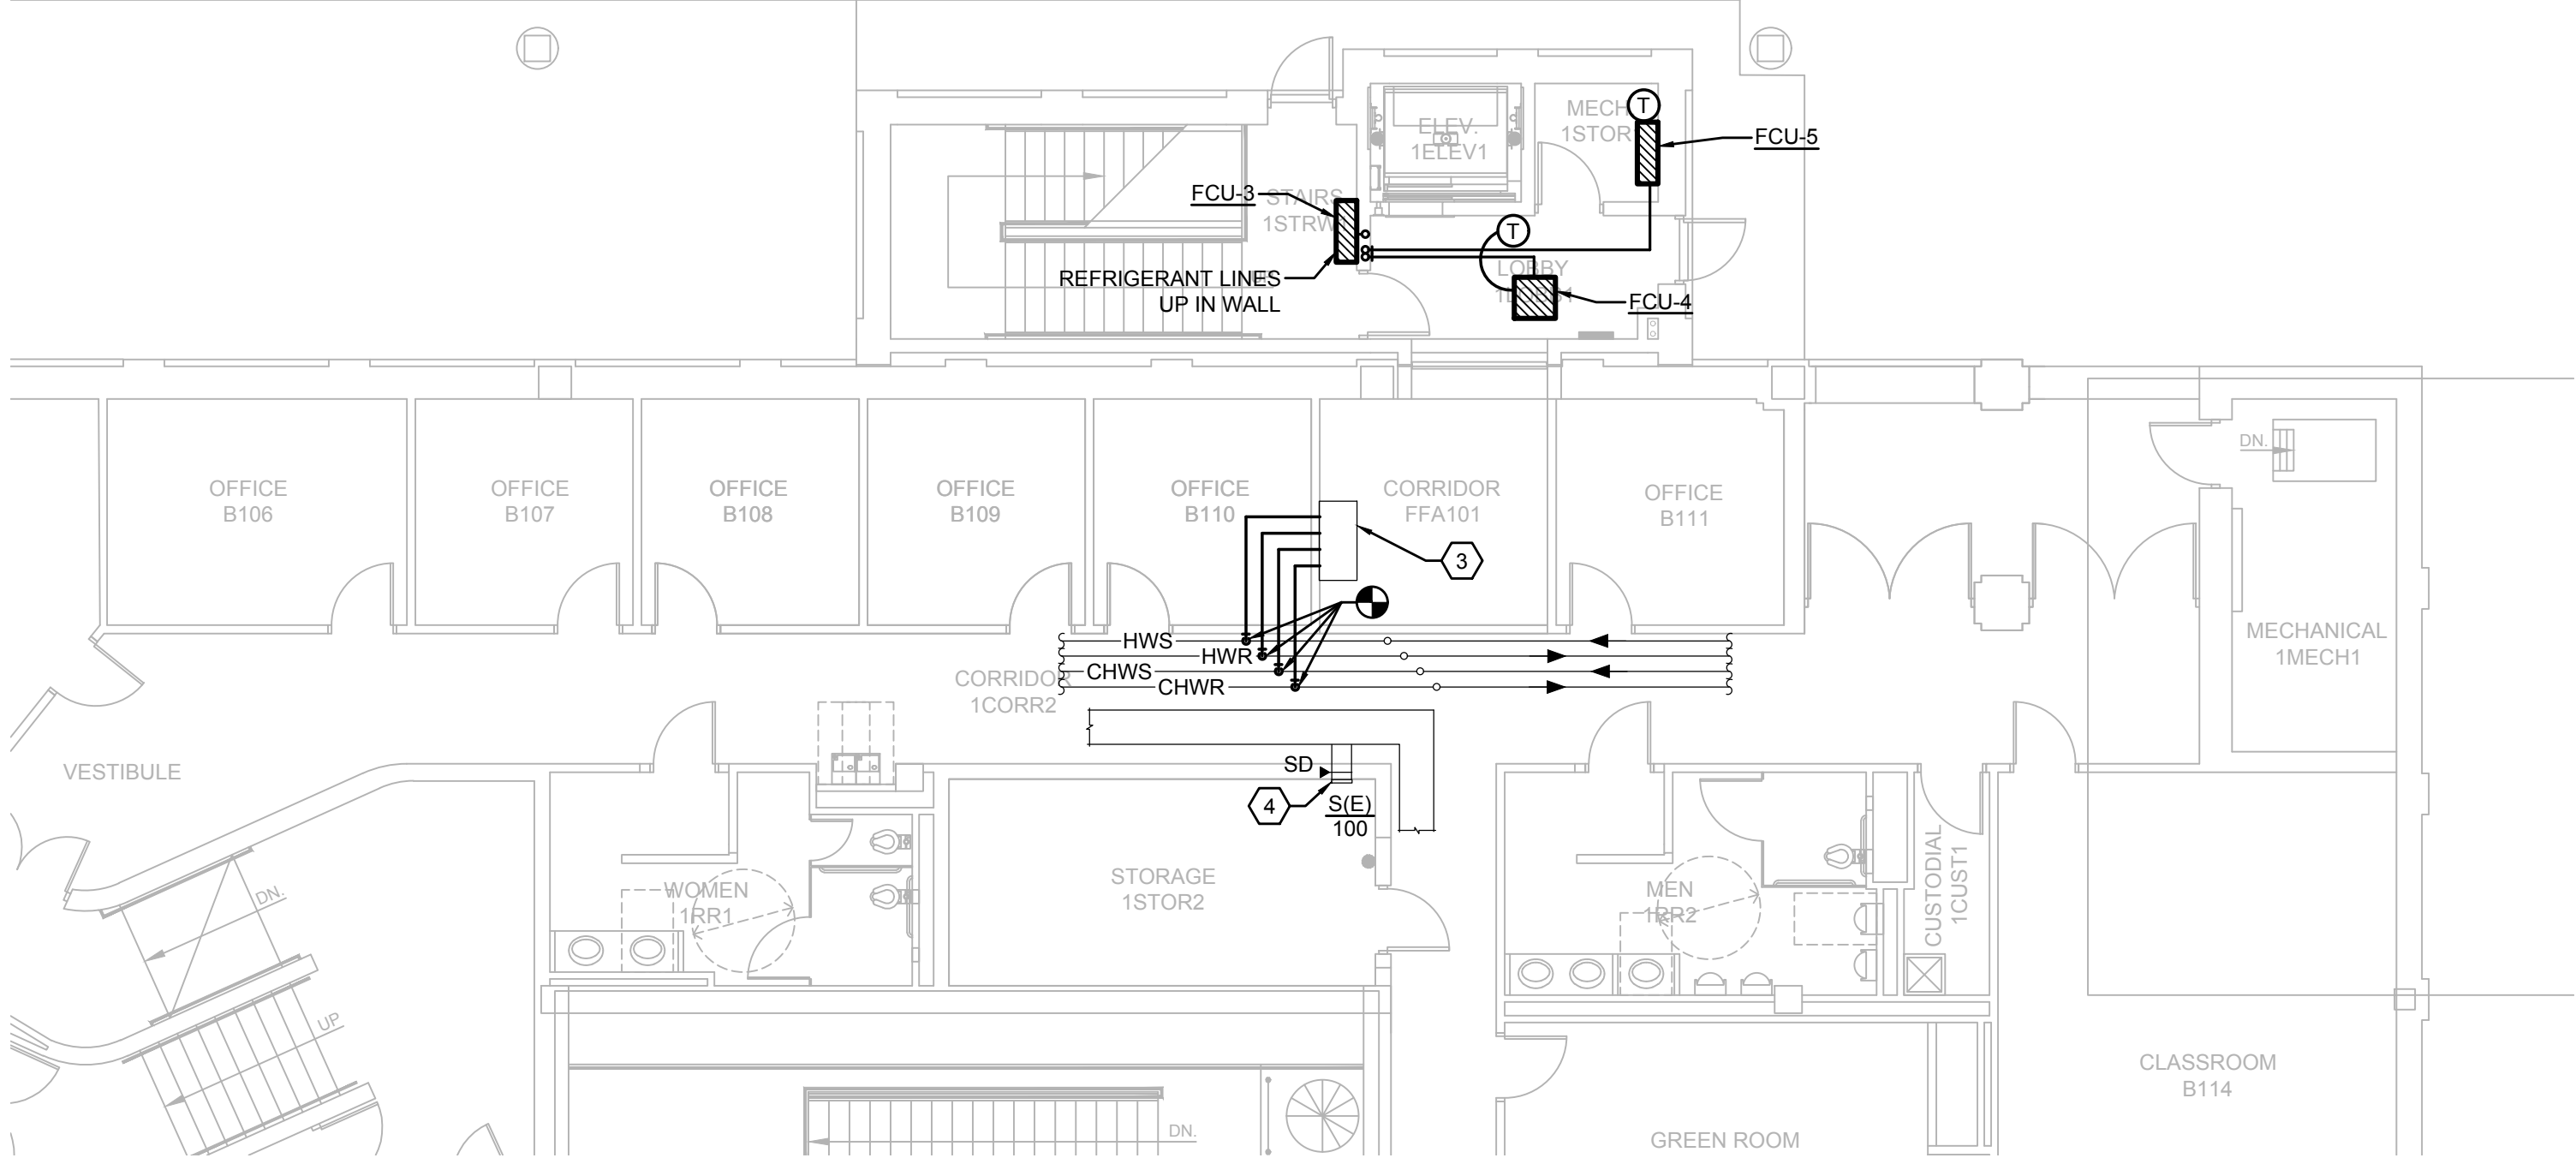 MECH
1STOR
T
FCU-5
ELEV.
1ELEV1
FCU-3
STAIRS
1STRW
T
REFRIGERANT LINES
UP IN WALL
LOBBY
FCU-4
OFFICE
B106
OFFICE
B107
OFFICE
B108
OFFICE
B109
OFFICE
B110
CORRIDOR
FFA101
OFFICE
B111
DN.
3
HWS
HWR
CHWS
CHWR
CORRIDOR
1CORR2
MECHANICAL
1MECH1
VESTIBULE
SD
4
S(E)
100
DN.
WOMEN
1RR1
STORAGE
1STOR2
MEN
1RR2
CUSTODIAL
1CUST1
UP
DN.
CLASSROOM
B114
GREEN ROOM